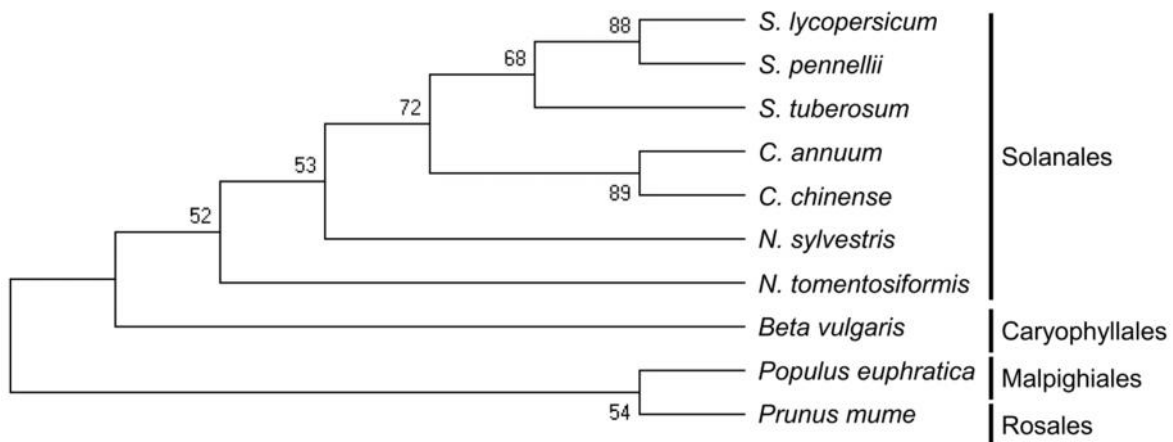 88
S. lycopersicum
S. pennellii
68
S. tuberosum
72
C. annuum
89
C. chinense
53
N. sylvestris
52
N. tomentosiformis
Solanales
Beta vulgaris
Caryophyllales
Populus euphratica
Malpighiales
54
Prunus mume
Rosales